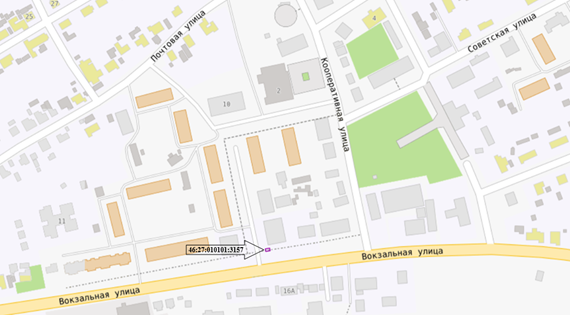 25
27
4
Почтовая улица
Советская улица
Кооперативная улица
2
18
11
46:27:010101:3157
Вокзальная улица
Вокзальная улица
16А